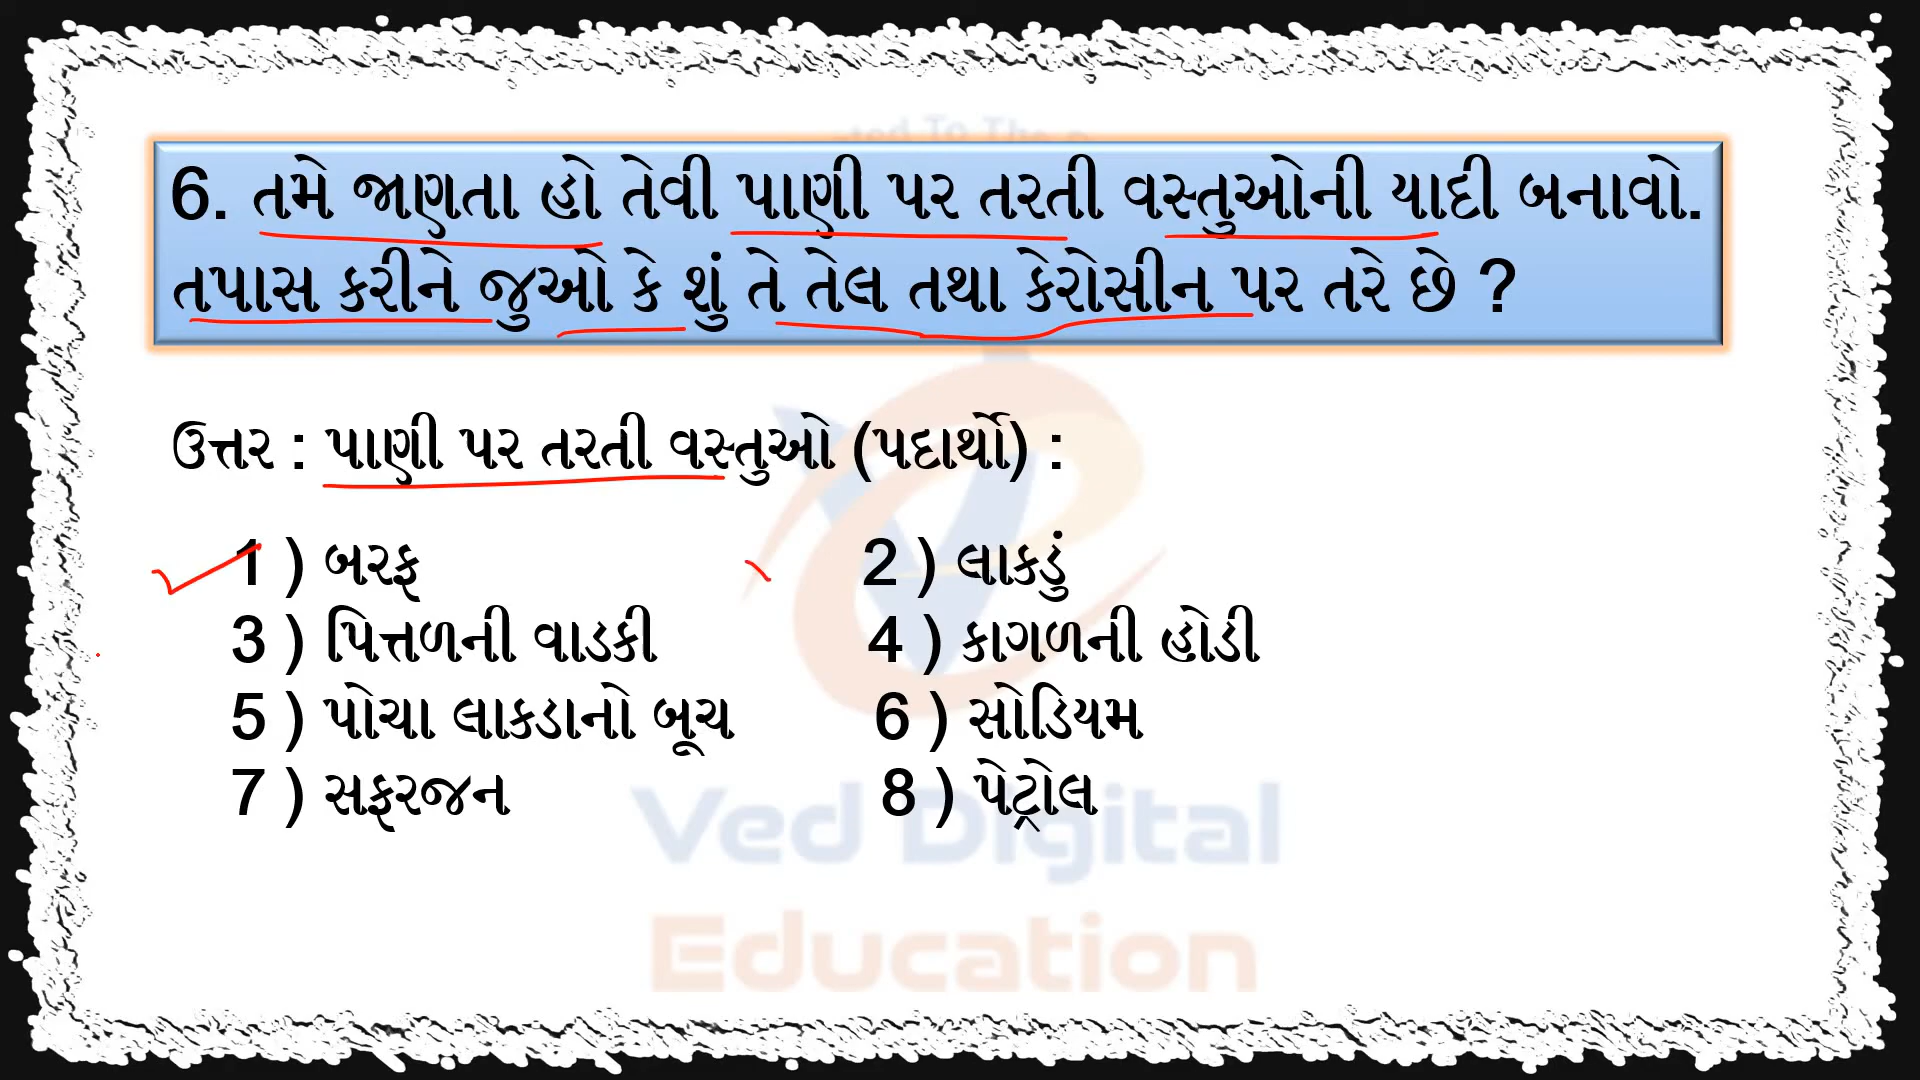 6. તમે જાણતા હો તેવી પાણી પર તરતી વસ્તુઓની યાદી બનાવો.
તપાસ કરીને જુઓ કે શું તે તેલ તથા કેરોસીન પર તરે છે ?
ઉત્તર : પાણી પર તરતી વસ્તુઓ (પદાર્થો) :
1 ) બરફ 2 ) લાકડું
3 ) પિત્તળની વાડકી 4 ) કાગળની હોડી
5 ) પોચા લાકડાનો બૂચ 6 ) સોડિયમ
7 ) સફરજન 8 ) પેટ્રોલ
Ved Digital
Education